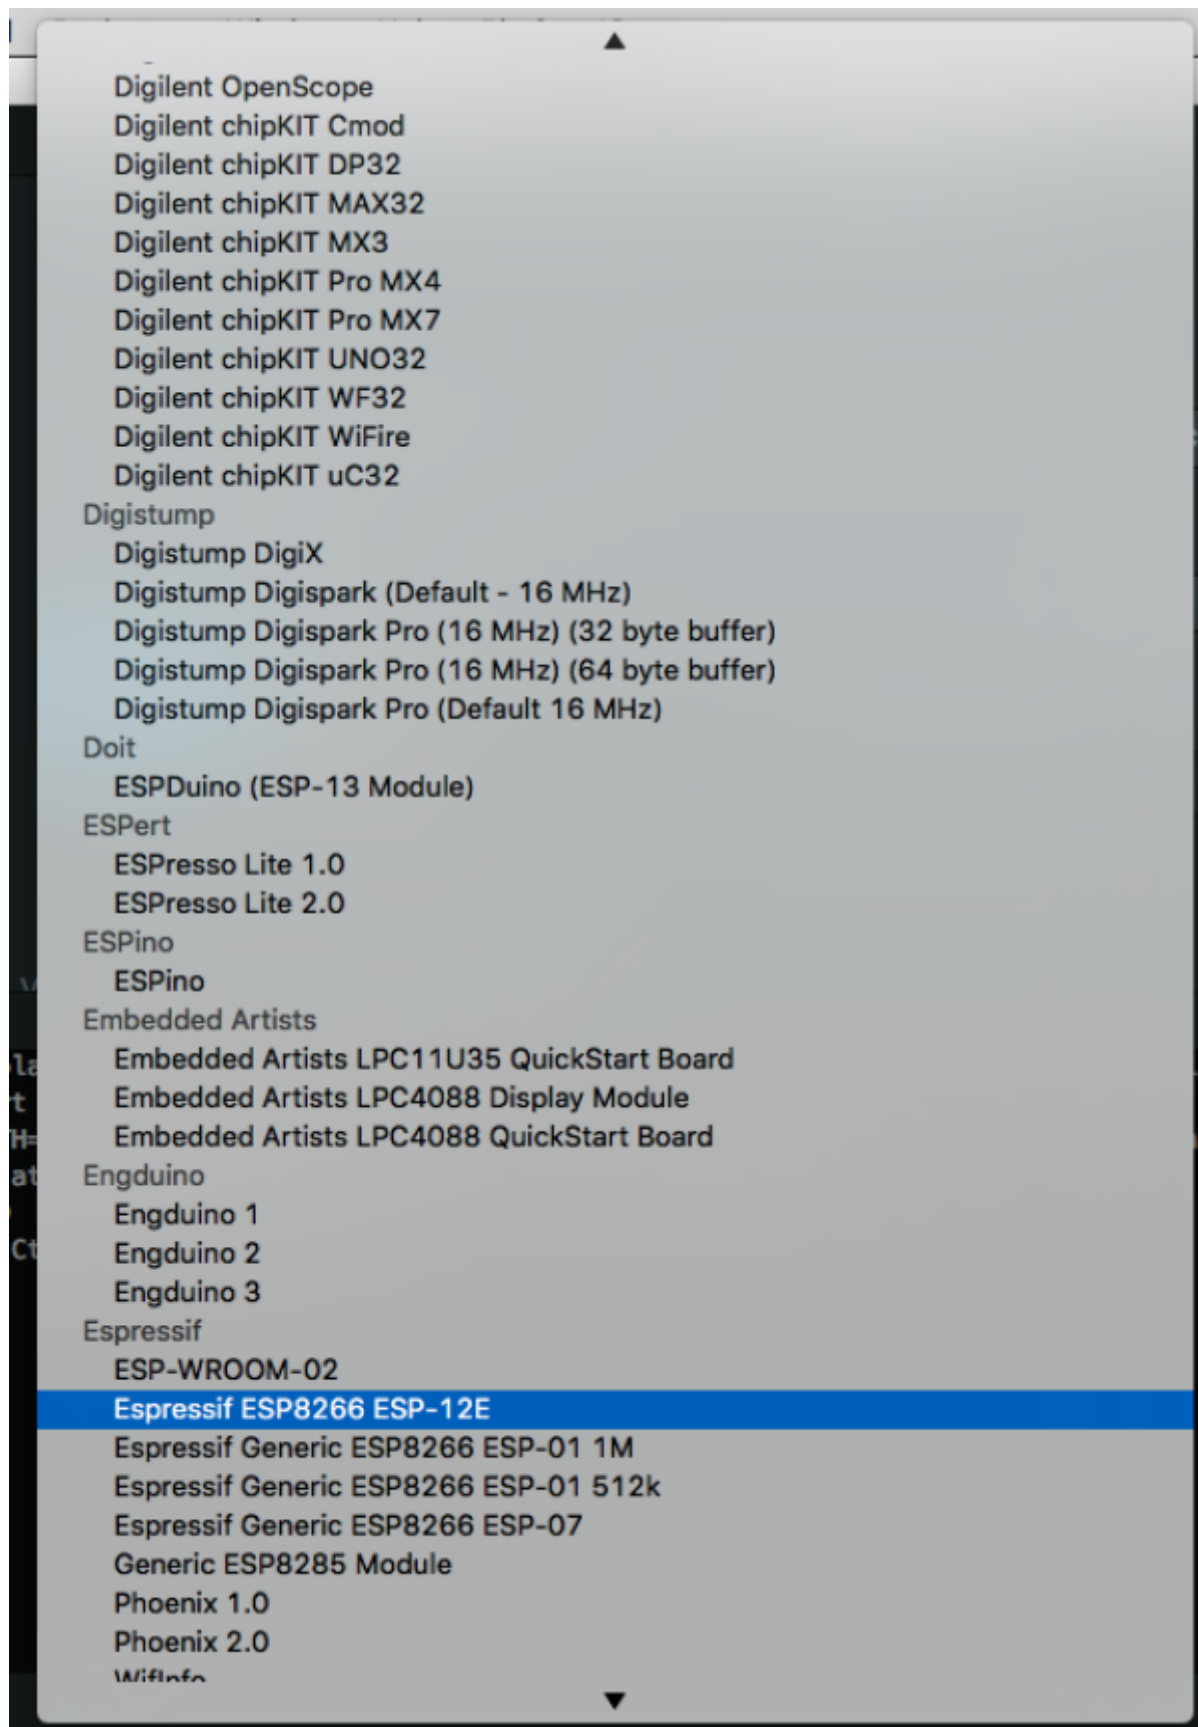 Digilent OpenScope
Digilent chipKIT Cmod
Digilent chipKIT DP32
Digilent chipKIT MAX32
Digilent chipKIT MX3
Digilent chipKIT Pro MX4
Digilent chipKIT Pro MX7
Digilent chipKIT UNO32
Digilent chipKIT WF32
Digilent chipKIT WiFire
Digilent chipKIT uC32
Digistump
Digistump DigiX
Digistump Digispark (Default - 16 MHz)
Digistump Digispark Pro (16 MHz) (32 byte buffer)
Digistump Digispark Pro (16 MHz) (64 byte buffer)
Digistump Digispark Pro (Default 16 MHz)
Doit
ESPDuino (ESP-13 Module)
ESPert
ESPresso Lite 1.0
ESPresso Lite 2.0
ESPino
ESPino
Embedded Artists
Embedded Artists LPC11U35 QuickStart Board
Embedded Artists LPC4088 Display Module
Embedded Artists LPC4088 QuickStart Board
Engduino
Engduino 1
Engduino 2
Engduino 3
Espressif
ESP-WROOM-02
Espressif ESP8266 ESP-12E
Espressif Generic ESP8266 ESP-01 1M
Espressif Generic ESP8266 ESP-01 512k
Espressif Generic ESP8266 ESP-07
Generic ESP8285 Module
Phoenix 1.0
Phoenix 2.0
WifInfo